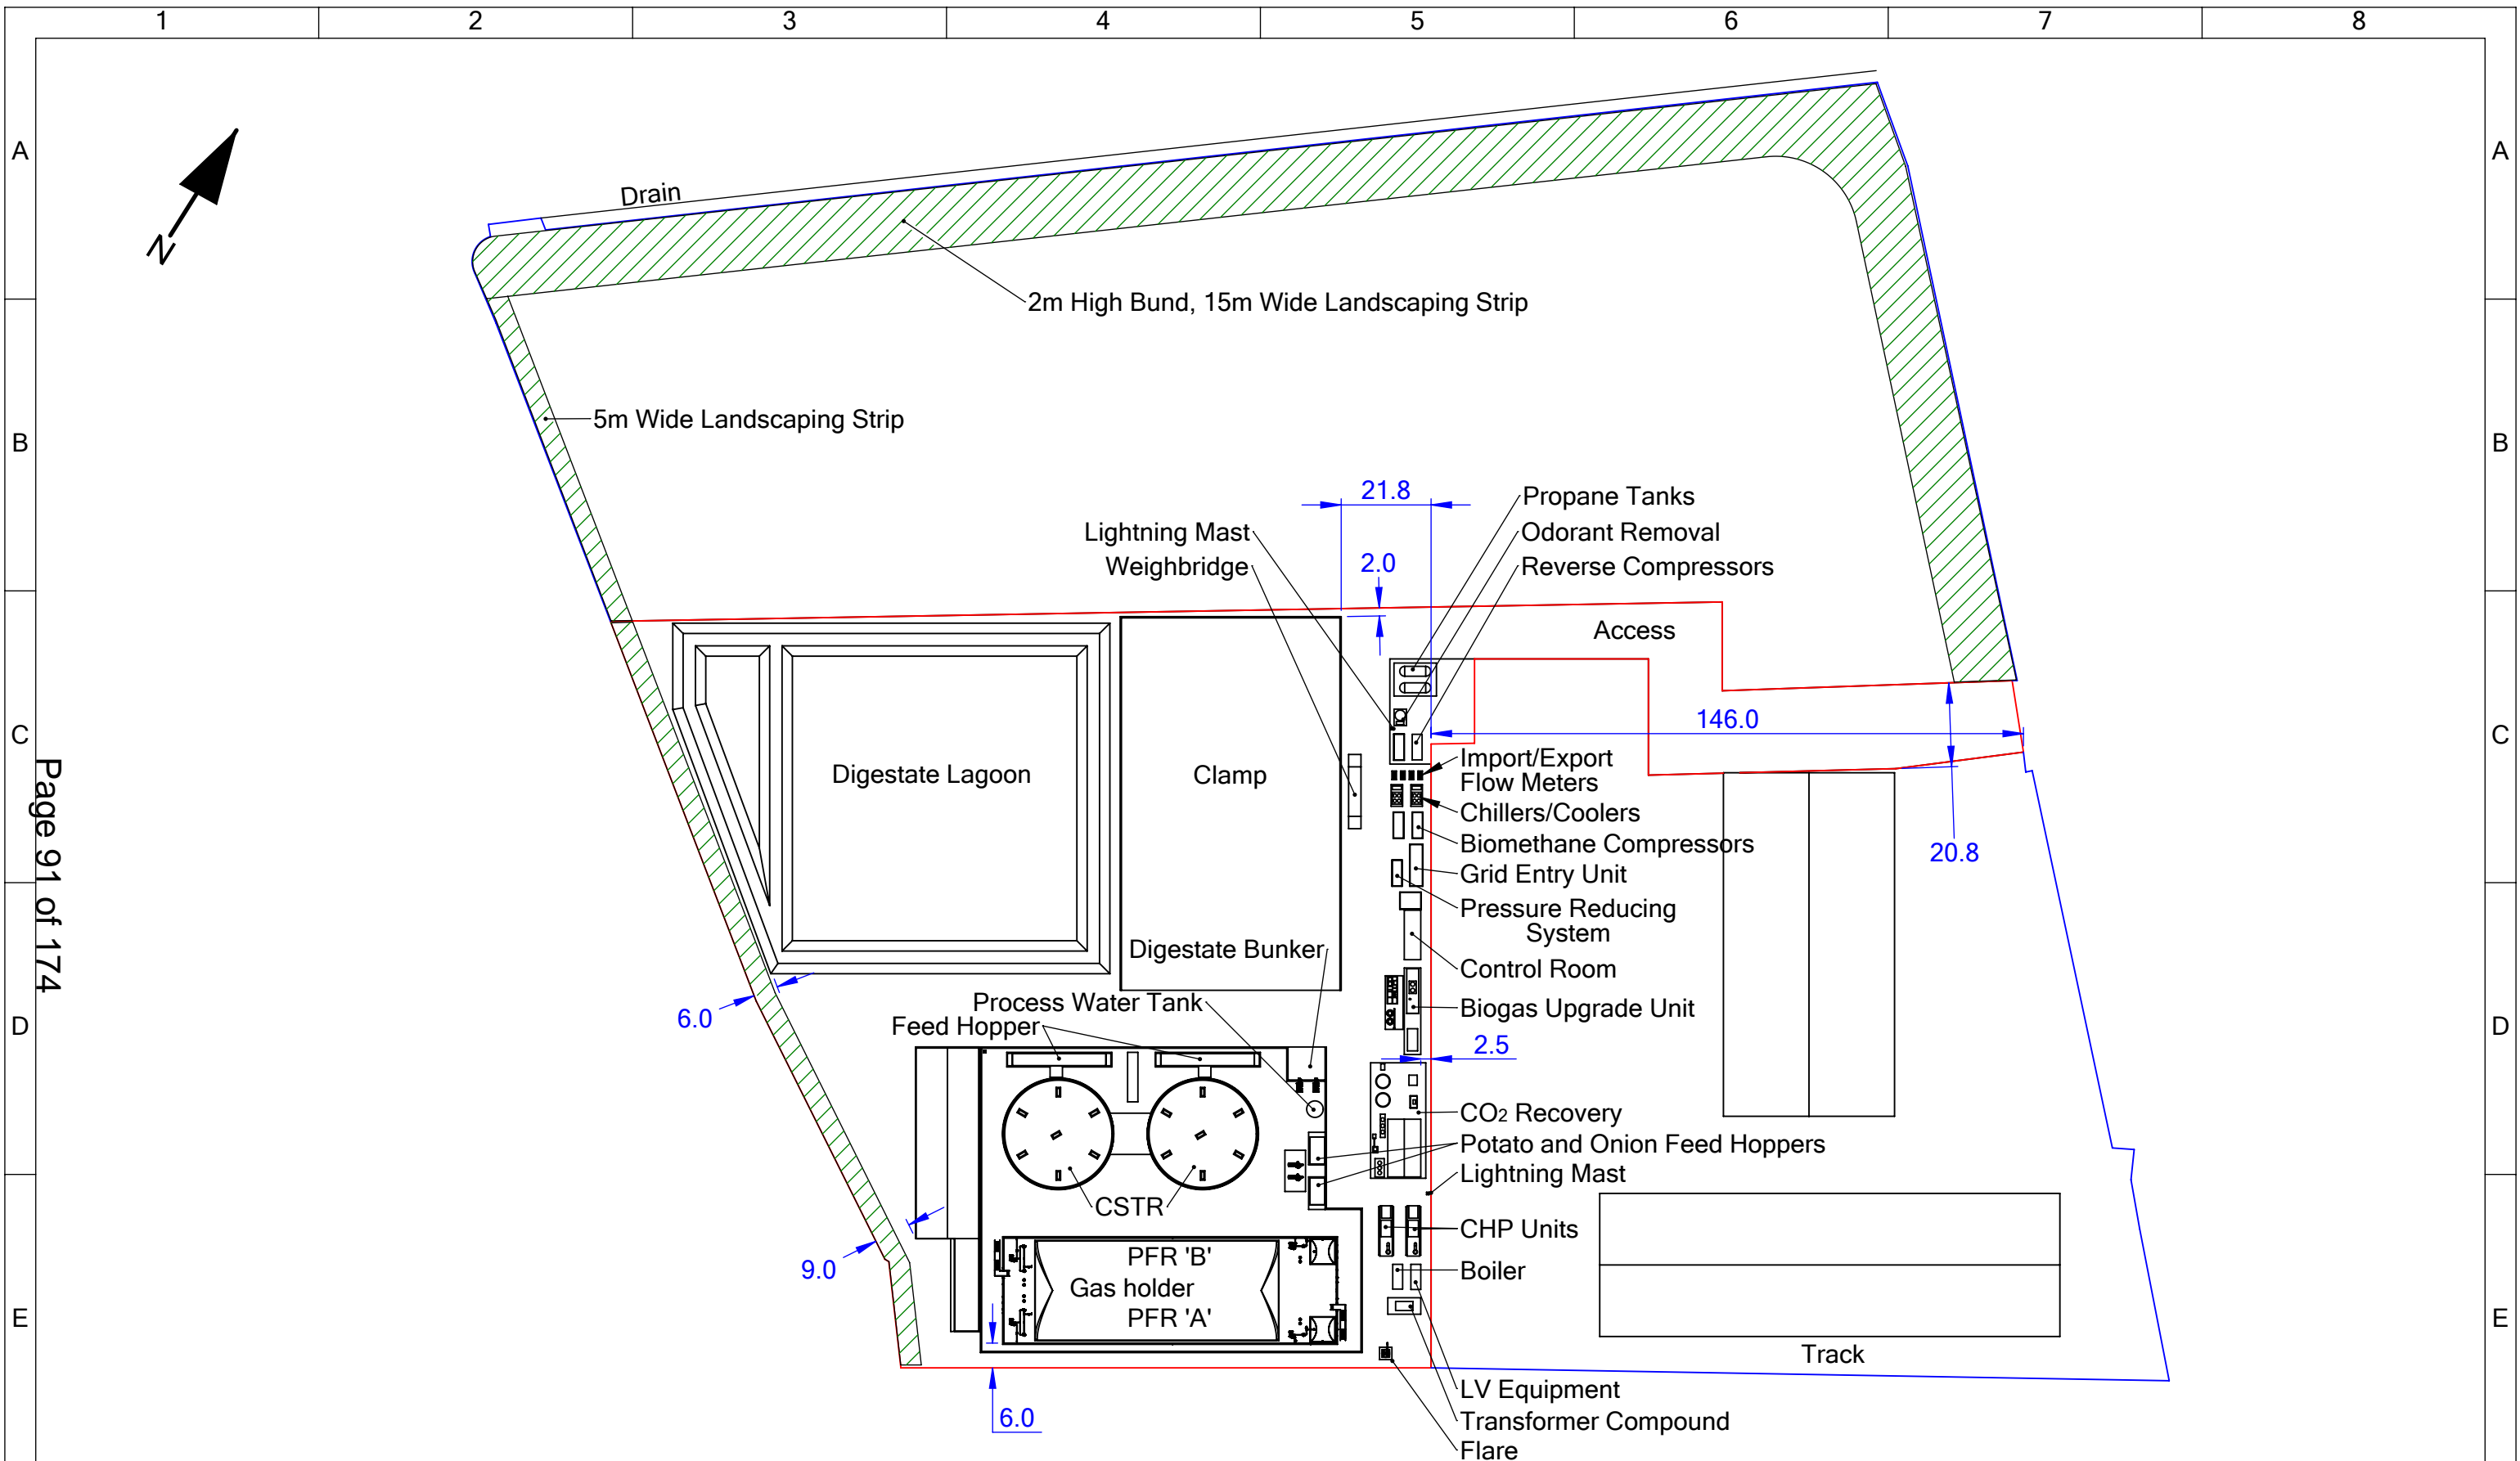 1 2 3 4 5 6 7 8
A A
N
Drain
2m High Bund, 15m Wide Landscaping Strip
B B
5m Wide Landscaping Strip
21.8
Propane Tanks
Lightning Mast
Odorant Removal
2.0
Weighbridge
Reverse Compressors
Access
C C
146.0
Digestate Lagoon
Clamp
Import/Export
Flow Meters
Chillers/Coolers
Biomethane Compressors
20.8
Grid Entry Unit
Page 91 of 174
Pressure Reducing
System
Digestate Bunker
Control Room
Process Water Tank
Biogas Upgrade Unit
6.0
Feed Hopper
D D
2.5
CO2 Recovery
Potato and Onion Feed Hoppers
Lightning Mast
CSTR
CHP Units
9.0
PFR 'B'
Gas holder
PFR 'A'
Boiler
E E
Track
LV Equipment
6.0
Transformer Compound
Flare